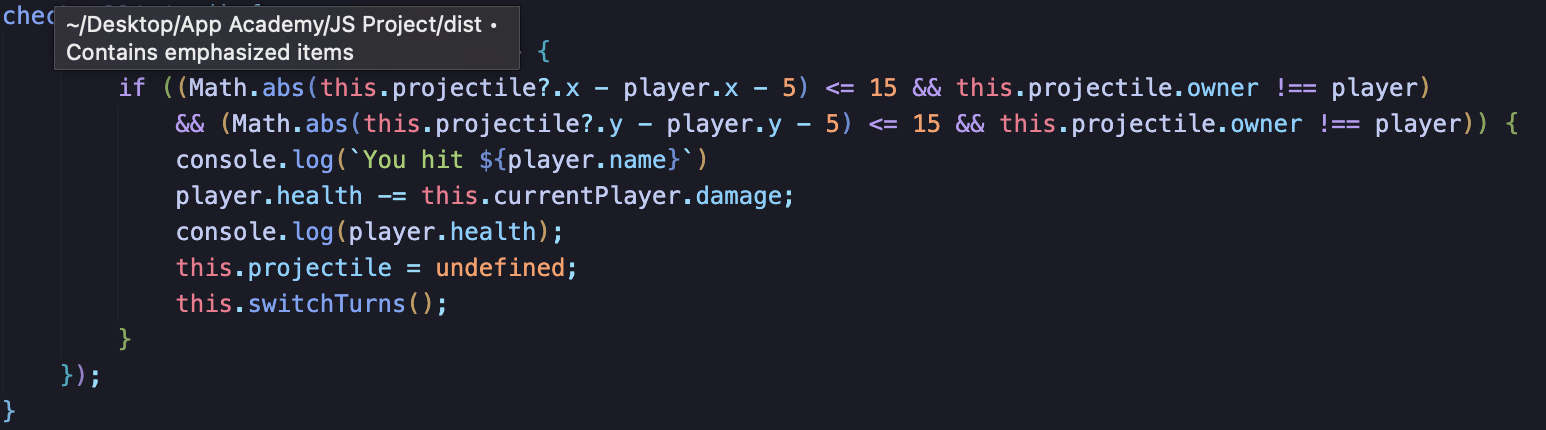 ~/Desktop/App Academy/JS Project/dist •
Contains emphasized items
{
if ((Math.abs(this.projectile?.x - player.x - 5) <= 15 && this.projectile.owner !== player)
&& (Math.abs(this.projectile?.y - player.y - 5) <= 15 && this.projectile.owner !== player)) {
console.log(`You hit ${player.name}`)
player.health -= this.currentPlayer.damage;
console.log(player.health);
this.projectile = undefined;
this.switchTurns();
}
});
}